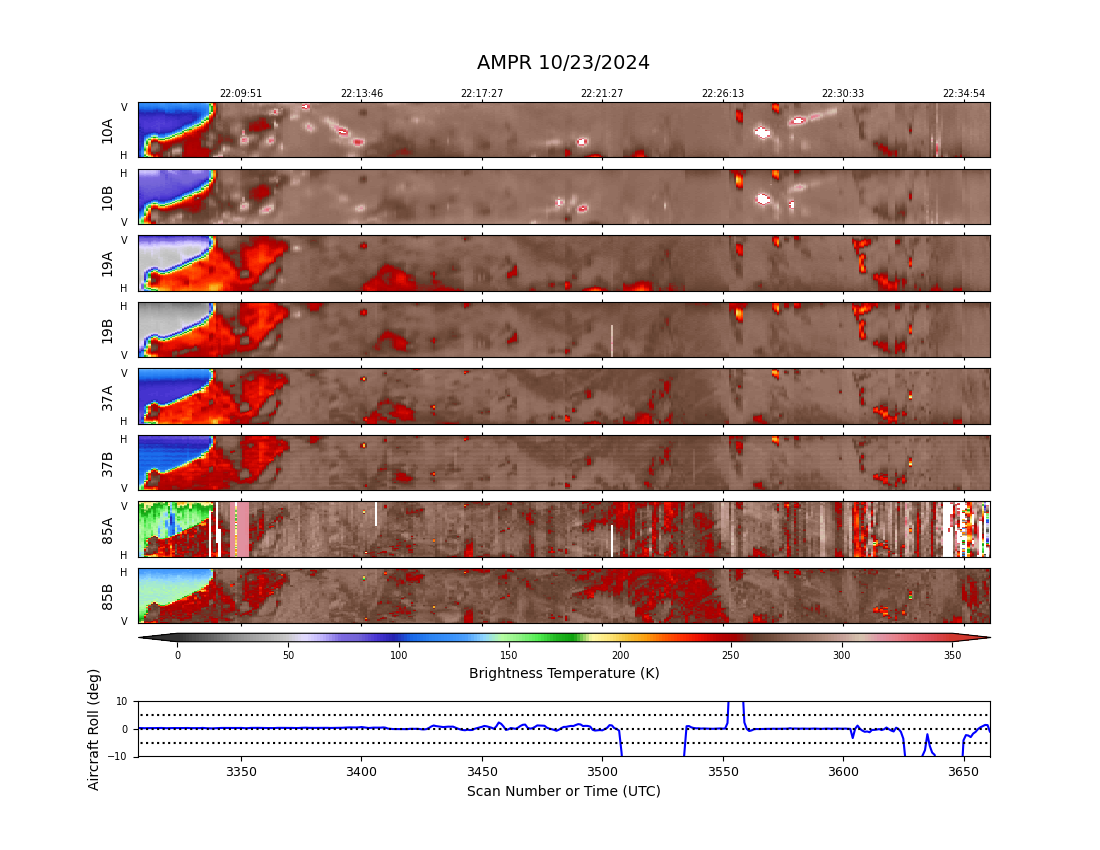 AMPR 10/23/2024
22:09:51 22:13:46 22:17:27 22:21:27 22:26:13 22:30:33 22:34:54
V
10A
H
H
10B
V
V
19A
H
H
19B
V
V
37A
H
H
37B
V
V
85A
H
H
85B
V
0 50 100 150 200 250 300 350
Brightness Temperature (K)
Aircraft Roll (deg)
10
0
−10
3350 3400 3450 3500 3550 3600 3650
Scan Number or Time (UTC)